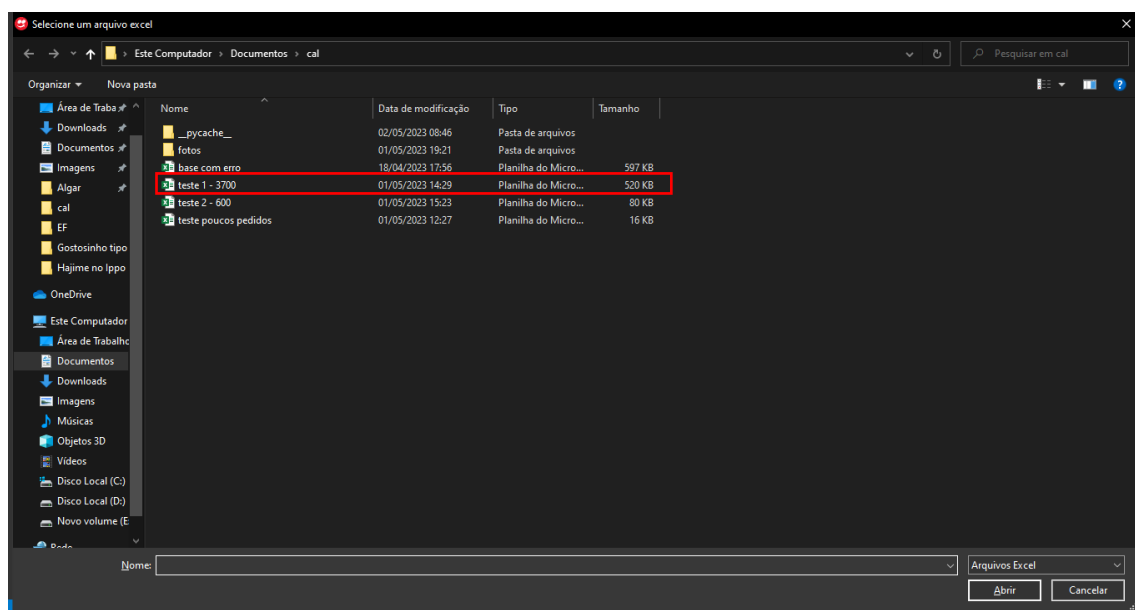 Selecione um arquivo excel
Este Computador > Documentos > cal
Pesquisar em cal
Organizar
Nova pasta
Nome
Data de modificação
Tipo
Tamanho
__pycache__
02/05/2023 08:46
Pasta de arquivos
fotos
01/05/2023 19:21
Pasta de arquivos
base com erro
18/04/2023 17:56
Planilha do Micro...
597 KB
teste 1 - 3700
01/05/2023 14:29
Planilha do Micro...
520 KB
teste 2 - 600
01/05/2023 15:23
Planilha do Micro...
80 KB
teste poucos pedidos
01/05/2023 12:27
Planilha do Micro...
16 KB
Área de Traba
Downloads
Documentos
Imagens
Algar
cal
EF
Gostosinho tipo
Hajime no Ippo
OneDrive
Este Computador
Área de Trabalho
Documentos
Downloads
Imagens
Músicas
Objetos 3D
Vídeos
Disco Local (C:)
Disco Local (D:)
Novo volume (E
Rede
Nome:
Arquivos Excel
Abrir
Cancelar